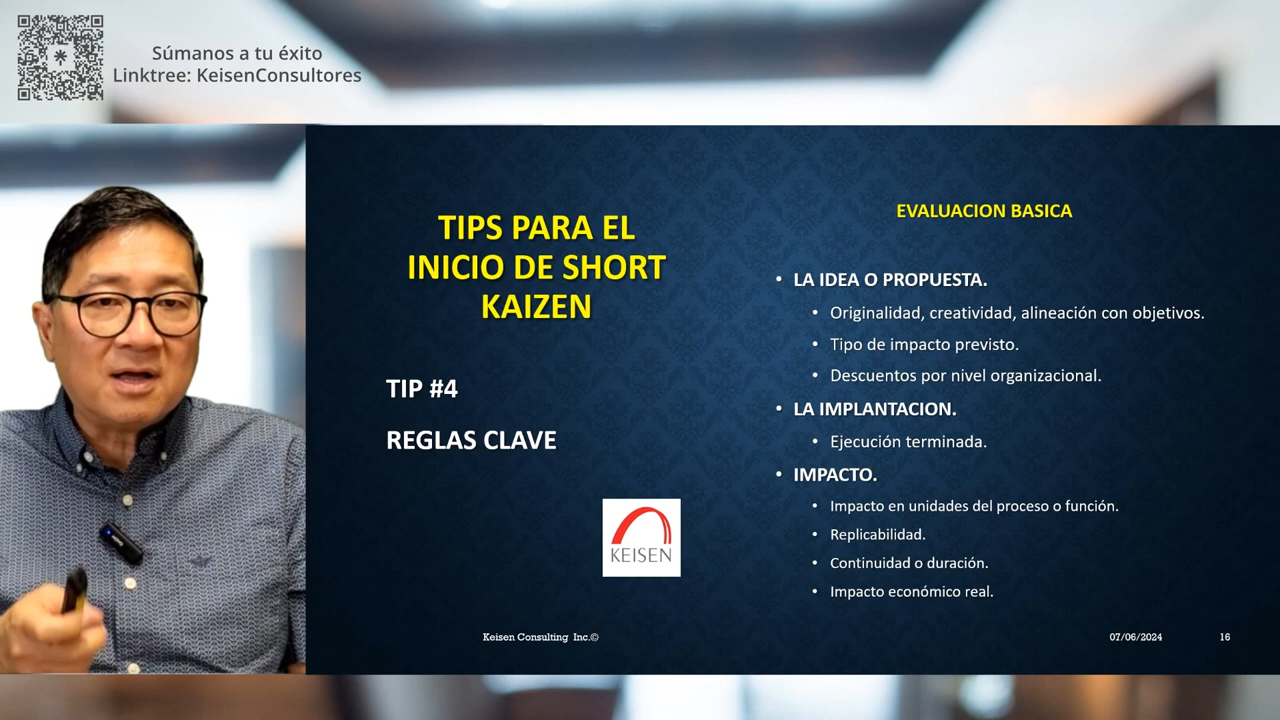 Súmanos a tu éxito
Linktree: KeisenConsultores
TIPS PARA EL
INICIO DE SHORT
KAIZEN
TIP #4
REGLAS CLAVE
KEISEN
EVALUACION BASICA
• LA IDEA O PROPUESTA.
• Originalidad, creatividad, alineación con objetivos.
• Tipo de impacto previsto.
• Descuentos por nivel organizacional.
• LA IMPLANTACION.
• Ejecución terminada.
• IMPACTO.
• Impacto en unidades del proceso o función.
• Replicabilidad.
• Continuidad o duración.
• Impacto económico real.
Keisen Consulting Inc.©
07/06/2024
16